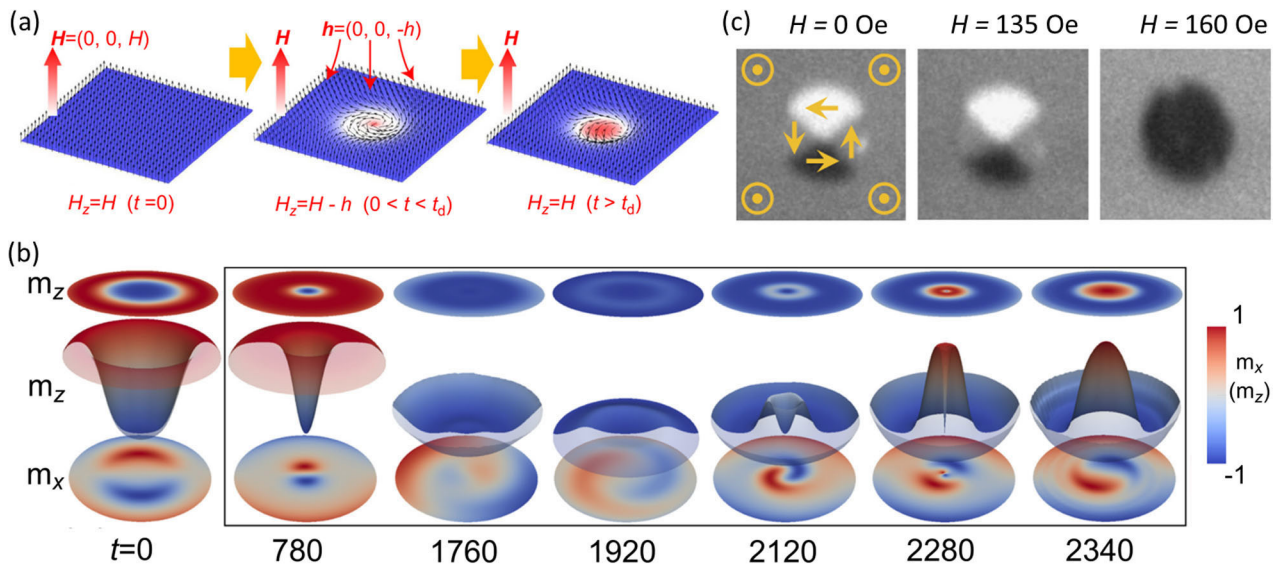 (a)
H=(0, 0, H)
H
h=(0, 0, -h)
H
Hz=H (t=0)
Hz=H - h (0 < t < td)
Hz=H (t > td)
(c)
H = 0 Oe
H = 135 Oe
H = 160 Oe
(b)
mz
mz
mx
1
mx
(mz)
-1
t=0
780
1760
1920
2120
2280
2340